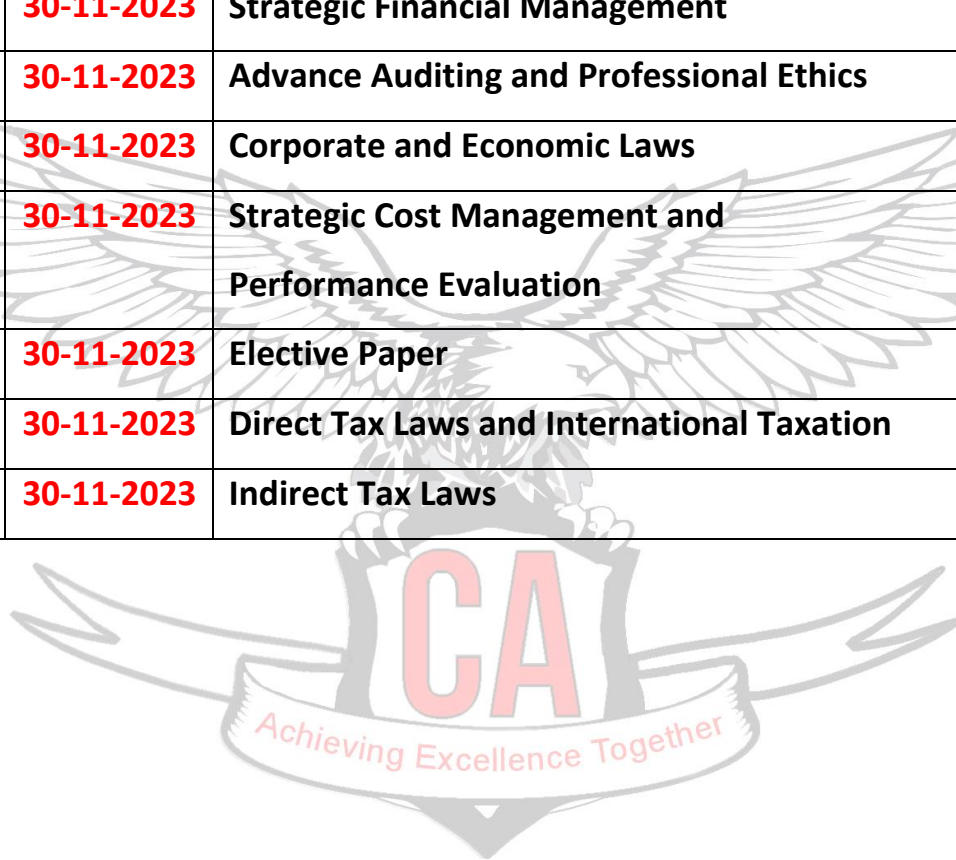 30-11-2023 Strategic Financial Management
30-11-2023 Advance Auditing and Professional Ethics
30-11-2023 Corporate and Economic Laws
30-11-2023 Strategic Cost Management and
Performance Evaluation
30-11-2023 Elective Paper
30-11-2023 Direct Tax Laws and International Taxation
30-11-2023 Indirect Tax Laws
CA
Achieving Excellence Together